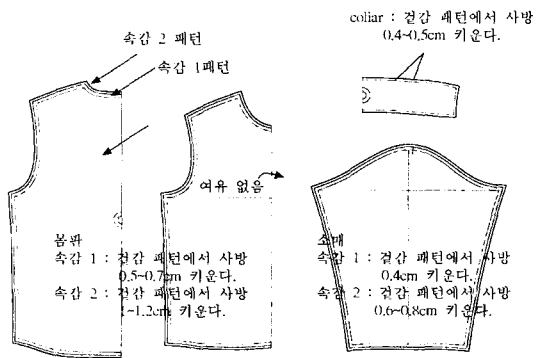 속감 2 패턴
속감 1패턴
coliar : 겉감 패턴에서 사방
0.4~0.5cm 키운다.
여유 없음
몸판
속감 1 : 겉감 패턴에서 사방
0.5~0.7cm 키운다.
속감 2 : 겉감 패턴에서 사방
1~1.2cm 키운다.
소매
속감 1 : 겉감 패턴에서 사방
0.4cm 키운다.
속감 2 : 겉감 패턴에서 사방
0.6~0.8cm 키운다.